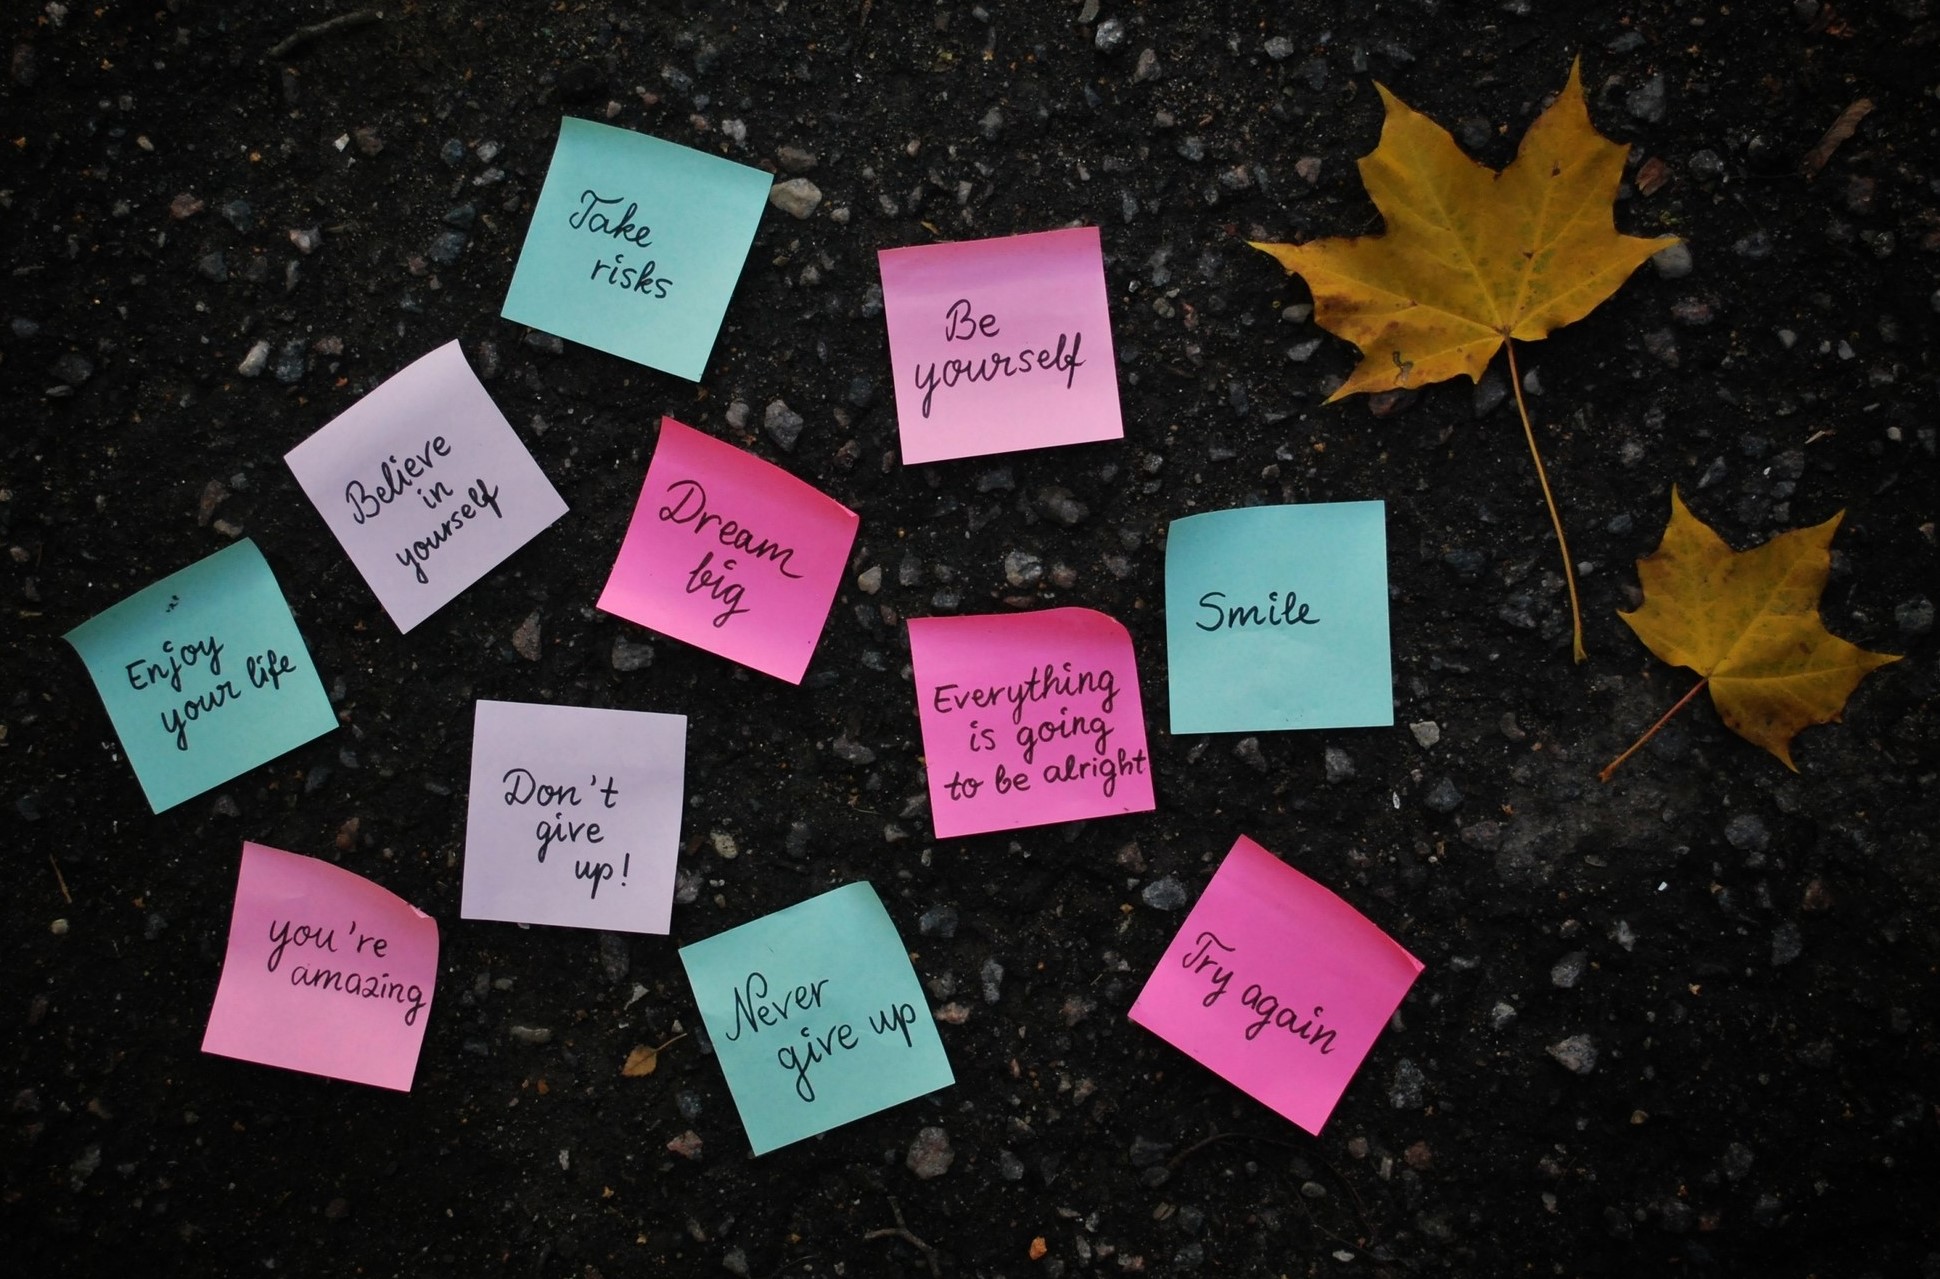 Take
risks
Be
yourself
Believe
in
yourself
Dream
big
Smile
Enjoy
your life
Everything
is going
to be alright
Don't
give
up!
you're
amazing
Never
give up
Try again